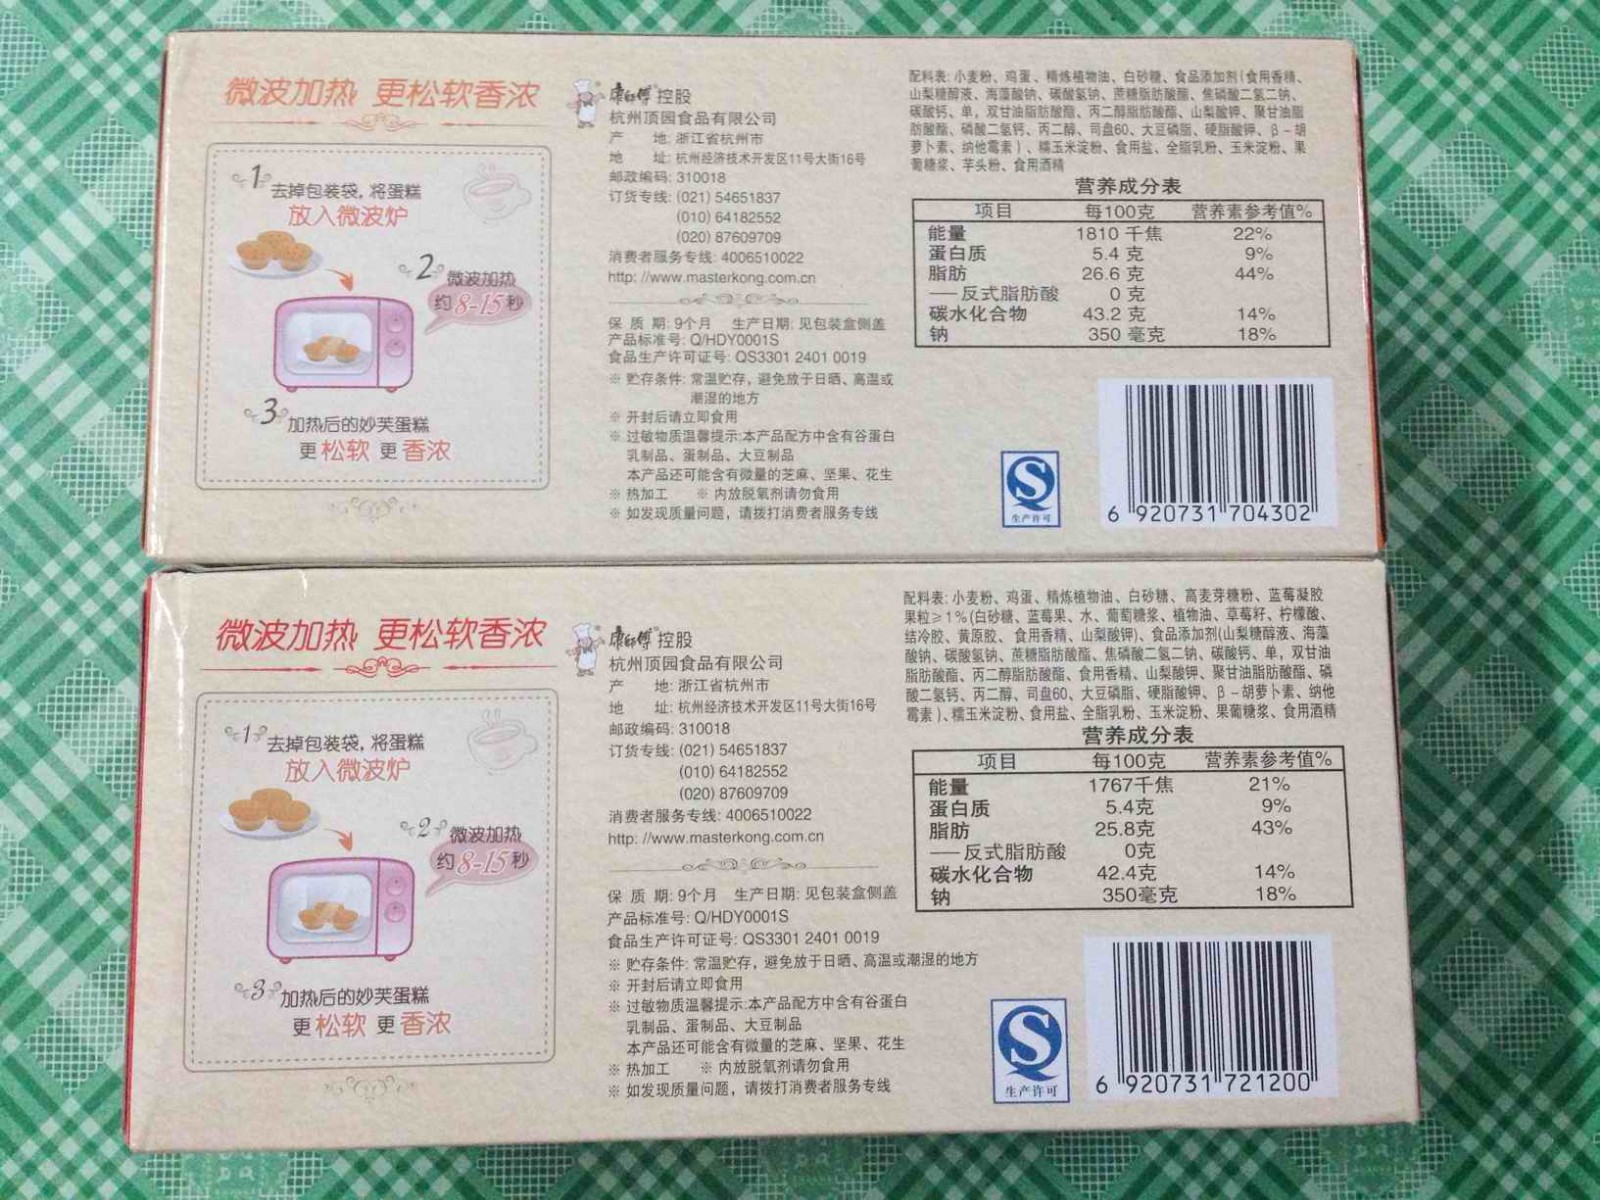 微波加热 更松软香浓
1 去掉包装袋,将蛋糕
放入微波炉
2 微波加热
约8-15秒
3 加热后的妙芙蛋糕
更松软 更香浓
康师傅 控股
杭州顶园食品有限公司
产 地: 浙江省杭州市
地 址: 杭州经济技术开发区11号大街16号
邮政编码: 310018
订货专线: (021) 54651837
(010) 64182552
(020) 87609709
消费者服务专线: 4006510022
http: //www.masterkong.com.cn
保 质 期: 9个月 生产日期: 见包装盒侧盖
产品标准号: Q/HDY0001S
食品生产许可证号: QS3301 2401 0019
※ 贮存条件: 常温贮存，避免放于日晒、高温或
潮湿的地方
※ 开封后请立即食用
※ 过敏物质温馨提示:本产品配方中含有谷蛋白
乳制品、蛋制品、大豆制品
本产品还可能含有微量的芝麻、坚果、花生
※ 热加工 ※ 内放脱氧剂请勿食用
※ 如发现质量问题，请拨打消费者服务专线
配料表: 小麦粉、鸡蛋、精炼植物油、白砂糖、食品添加剂(食用香精、
山梨糖醇液、海藻酸钠、碳酸氢钠、蔗糖脂肪酸酯、焦磷酸二氢二钠、
碳酸钙、单，双甘油脂肪酸酯、丙二醇脂肪酸酯、山梨酸钾、聚甘油脂
肪酸酯、磷酸二氢钙、丙二醇、司盘60、大豆磷脂、硬脂酸钾、β－胡
萝卜素、纳他霉素)、糯玉米淀粉、食用盐、全脂乳粉、玉米淀粉、果
葡糖浆、芋头粉、食用酒精
营养成分表
项目 每100克 营养素参考值%
能量 1810 千焦 22%
蛋白质 5.4 克 9%
脂肪 26.6 克 44%
——反式脂肪酸 0 克
碳水化合物 43.2 克 14%
钠 350 毫克 18%
生产许可
6 920731 704302
微波加热 更松软香浓
1 去掉包装袋,将蛋糕
放入微波炉
2 微波加热
约8-15秒
3 加热后的妙芙蛋糕
更松软 更香浓
康师傅 控股
杭州顶园食品有限公司
产 地: 浙江省杭州市
地 址: 杭州经济技术开发区11号大街16号
邮政编码: 310018
订货专线: (021) 54651837
(010) 64182552
(020) 87609709
消费者服务专线: 4006510022
http: //www.masterkong.com.cn
保 质 期: 9个月 生产日期: 见包装盒侧盖
产品标准号: Q/HDY0001S
食品生产许可证号: QS3301 2401 0019
※ 贮存条件: 常温贮存，避免放于日晒、高温或潮湿的地方
※ 开封后请立即食用
※ 过敏物质温馨提示:本产品配方中含有谷蛋白
乳制品、蛋制品、大豆制品
本产品还可能含有微量的芝麻、坚果、花生
※ 热加工 ※ 内放脱氧剂请勿食用
※ 如发现质量问题，请拨打消费者服务专线
配料表: 小麦粉、鸡蛋、精炼植物油、白砂糖、高麦芽糖粉、蓝莓凝胶
果粒≥1%(白砂糖、蓝莓果、水、葡萄糖浆、植物油、草莓籽、柠檬酸、
结冷胶、黄原胶、食用香精、山梨酸钾)、食品添加剂(山梨糖醇液、海藻
酸钠、碳酸氢钠、蔗糖脂肪酸酯、焦磷酸二氢二钠、碳酸钙、单，双甘油
脂肪酸酯、丙二醇脂肪酸酯、食用香精、山梨酸钾、聚甘油脂肪酸酯、磷
酸二氢钙、丙二醇、司盘60、大豆磷脂、硬脂酸钾、β－胡萝卜素、纳他
霉素)、糯玉米淀粉、食用盐、全脂乳粉、玉米淀粉、果葡糖浆、食用酒精
营养成分表
项目 每100克 营养素参考值%
能量 1767千焦 21%
蛋白质 5.4克 9%
脂肪 25.8克 43%
——反式脂肪酸 0克
碳水化合物 42.4克 14%
钠 350毫克 18%
生产许可
6 920731 721200